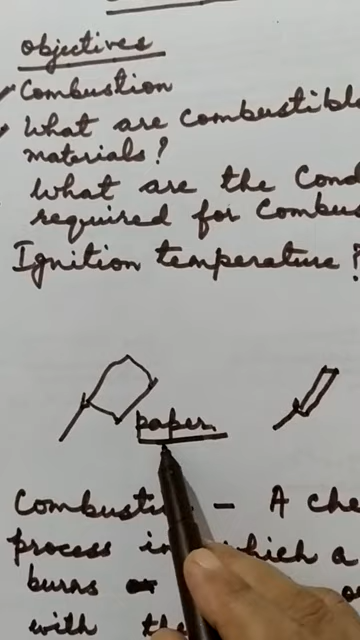 Objectives
Combustion
What are combustible
materials?
What are the Cond
required for Combus
Ignition temperature?
paper
Combusti - A che
process in which a
burns
with the